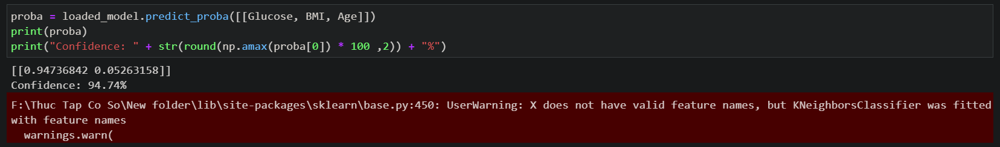 proba = loaded_model.predict_proba([[Glucose, BMI, Age]])
print(proba)
print("Confidence: " + str(round(np.amax(proba[0]) * 100 ,2)) + "%")
[[0.94736842 0.05263158]]
Confidence: 94.74%
F:\Thuc Tap Co So\New folder\lib\site-packages\sklearn\base.py:450: UserWarning: X does not have valid feature names, but KNeighborsClassifier was fitted
with feature names
  warnings.warn(